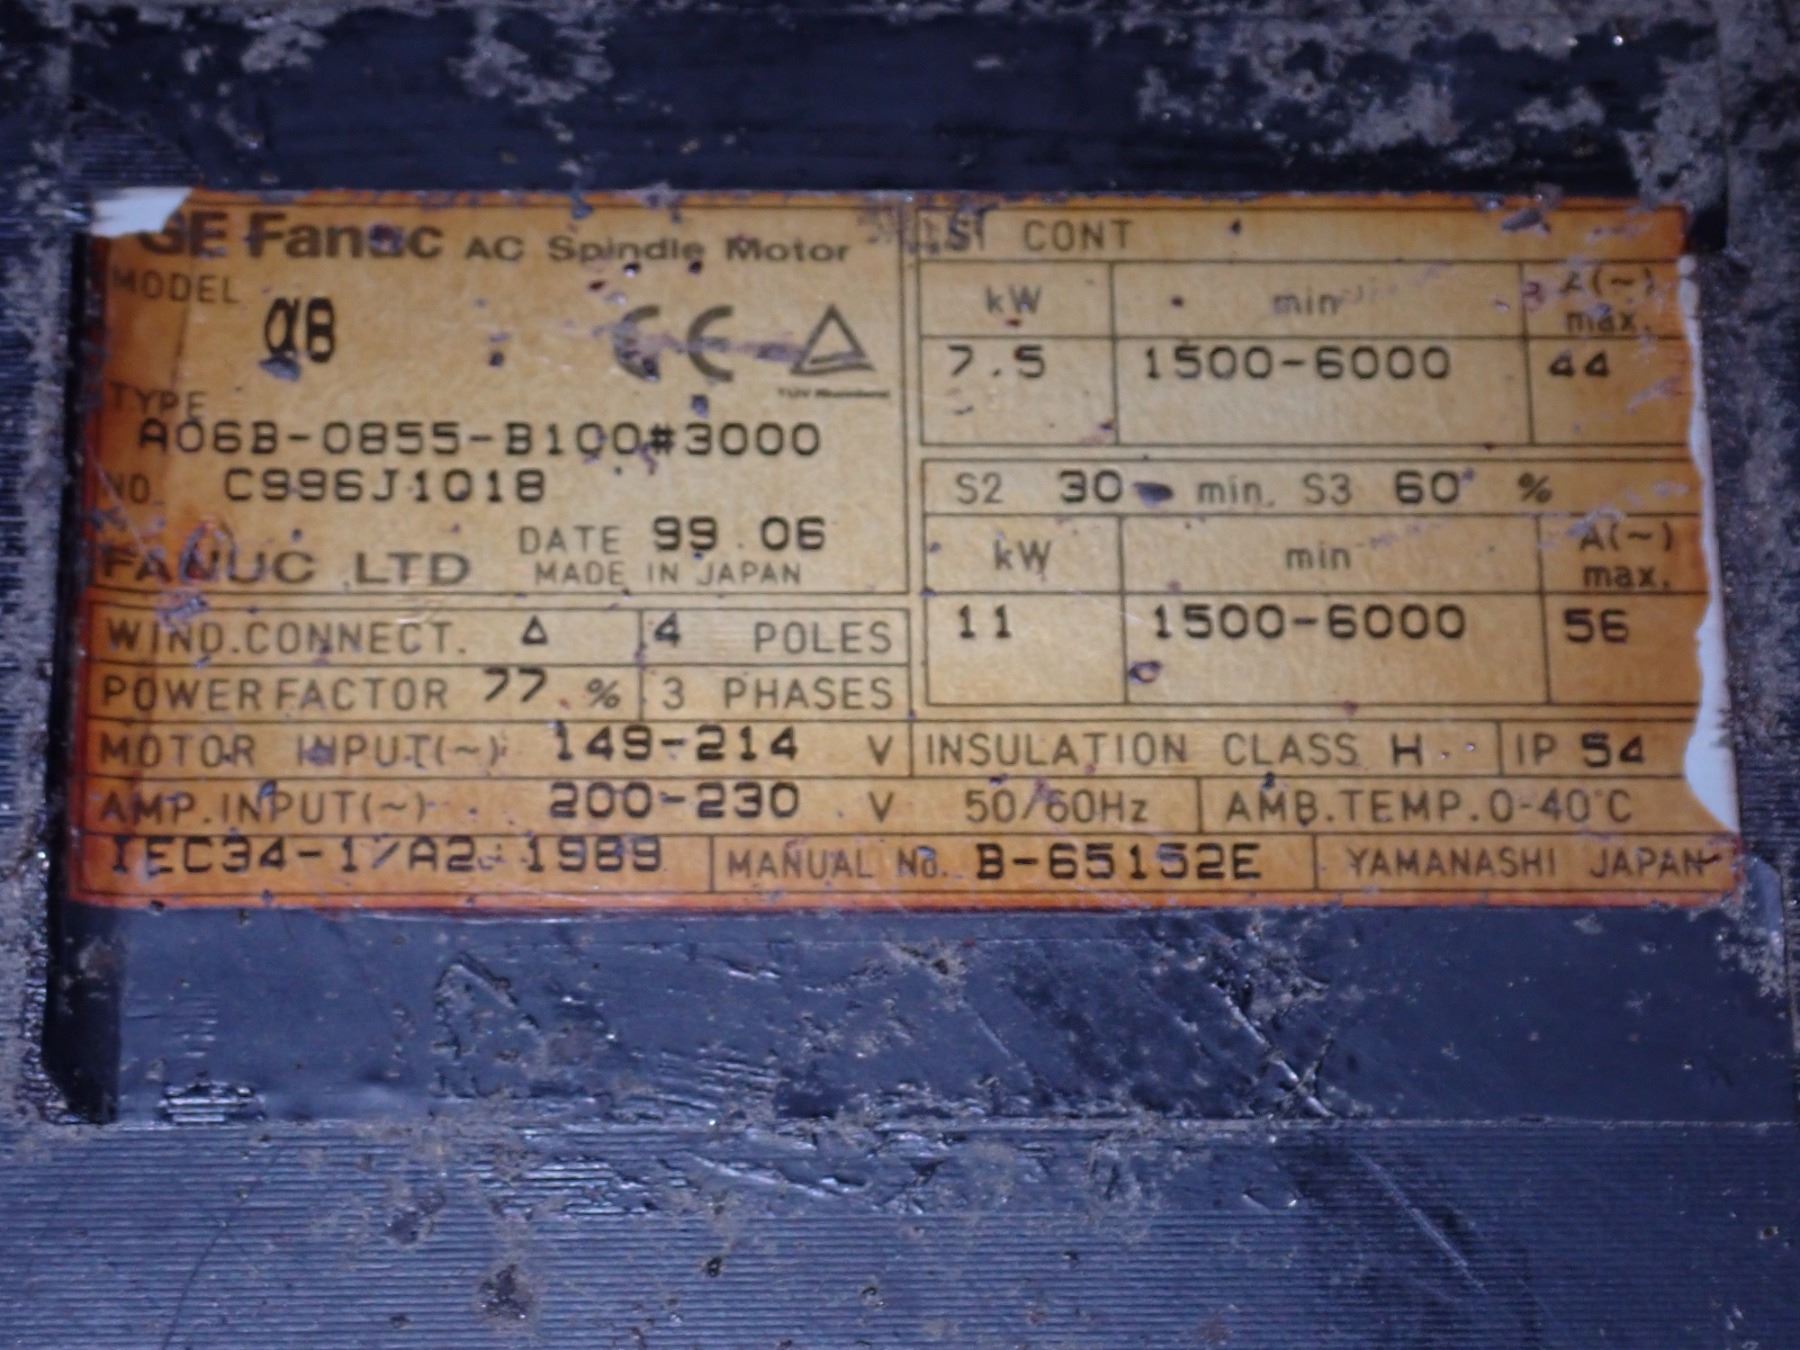 GE Fanuc AC Spindle Motor
MODEL
α8
TYPE
A06B-0855-B100#3000
NO. C996J1018
DATE 99.06
FANUC LTD MADE IN JAPAN
WIND.CONNECT. Δ 4 POLES
POWER FACTOR 77 % 3 PHASES
MOTOR INPUT(~) 149-214 V
AMP.INPUT(~) 200-230 V 50/60Hz AMB.TEMP.0-40°C
IEC34-1/A2 1989 MANUAL No. B-65152E YAMANASHI JAPAN
S1 CONT
kW min A(~) max.
7.5 1500-6000 44
S2 30 min. S3 60 %
kW min A(~) max.
11 1500-6000 56
INSULATION CLASS H IP 54
CE
TÜV Rheinland